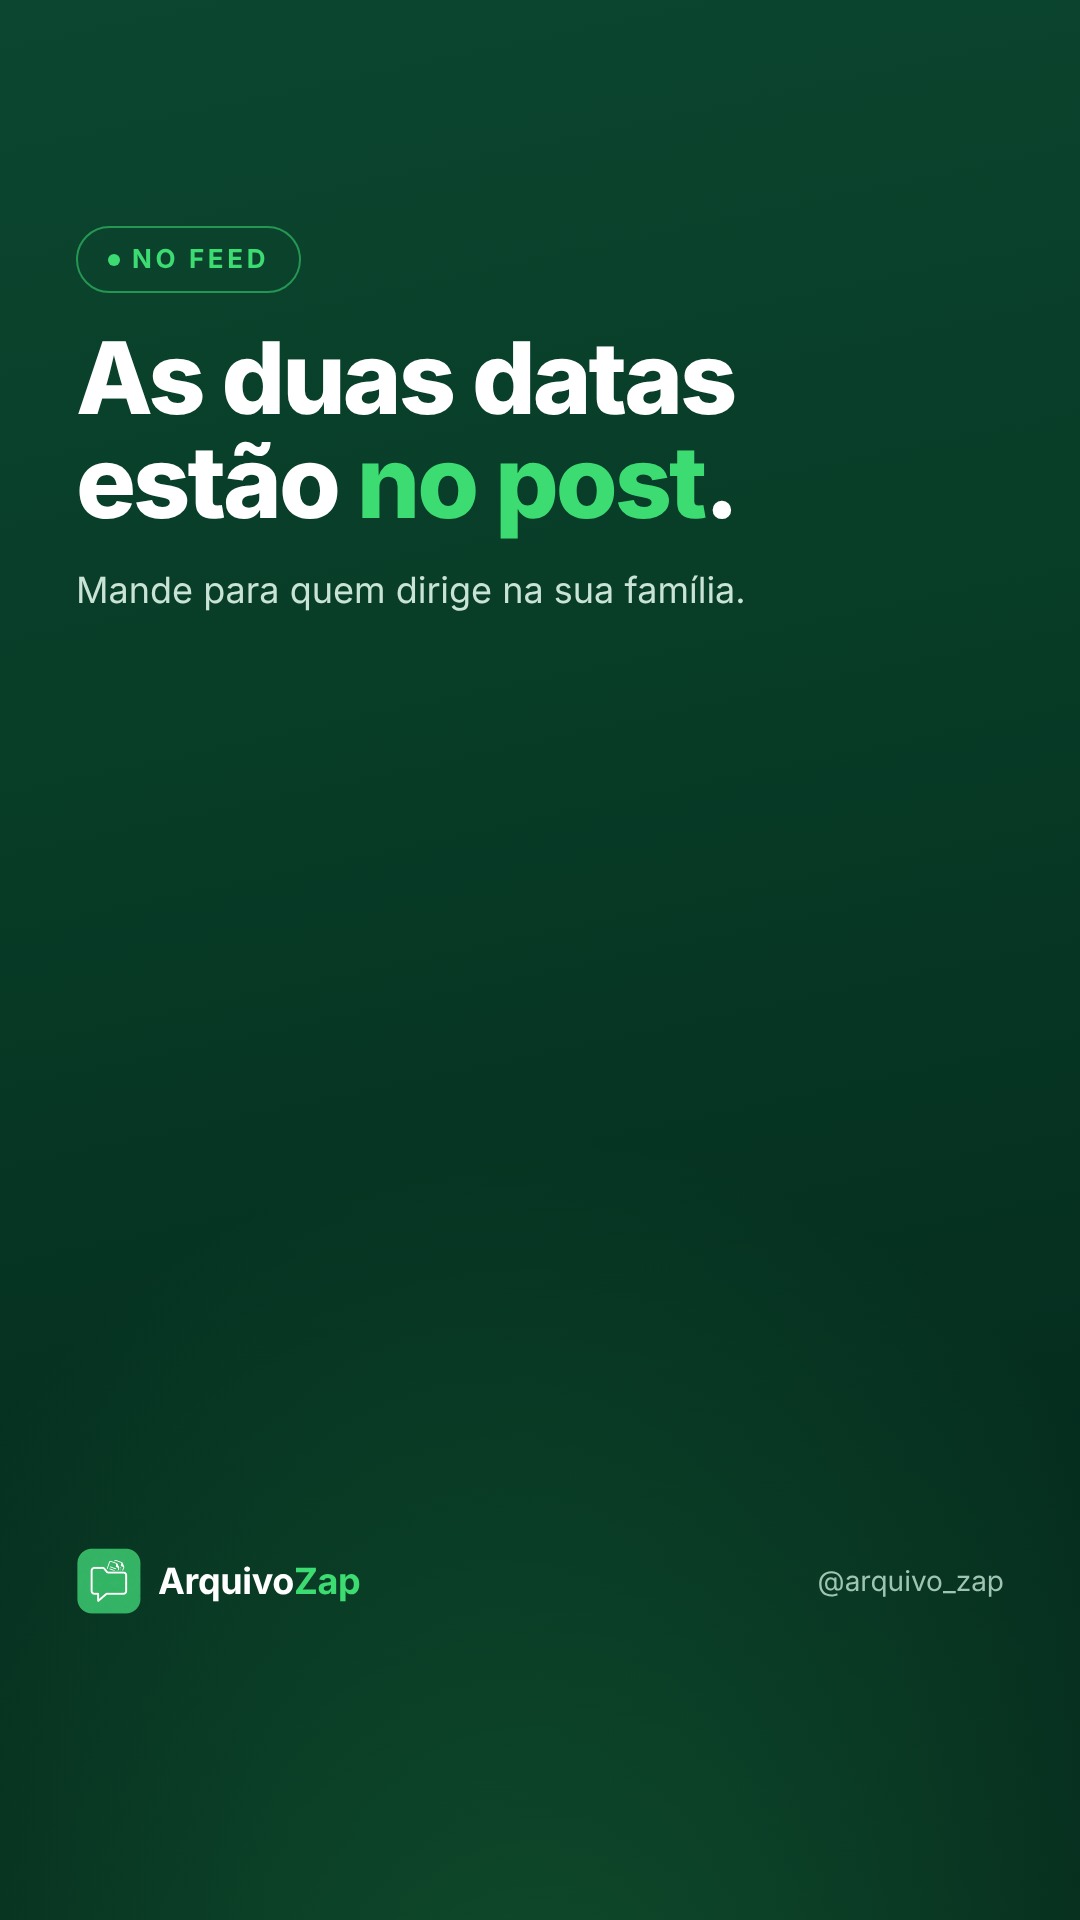 NO FEED
As duas datas
estão no post.
Mande para quem dirige na sua família.
ArquivoZap
@arquivo_zap